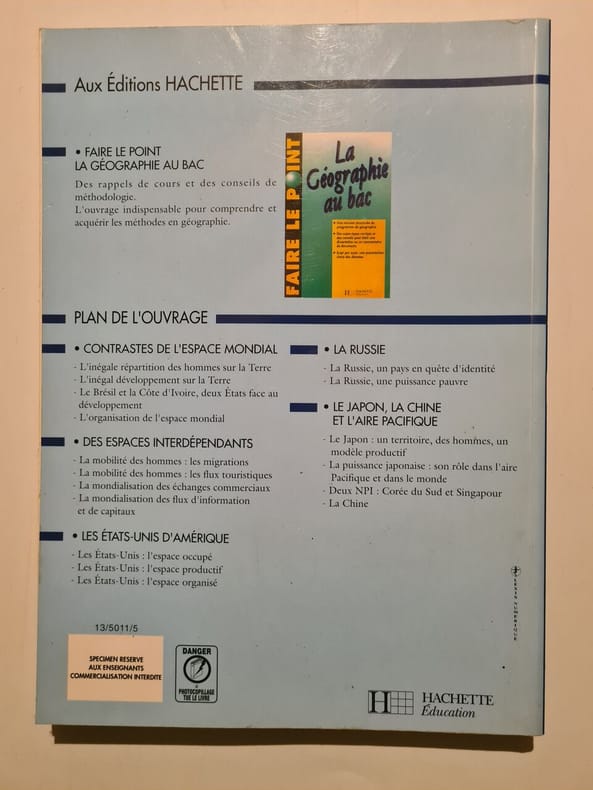 Aux Éditions HACHETTE
• FAIRE LE POINT
LA GÉOGRAPHIE AU BAC
Des rappels de cours et des conseils de
méthodologie.
L'ouvrage indispensable pour comprendre et
acquérir les méthodes en géographie.
FAIRE LE POINT
La
Géographie
au bac
HACHETTE
PLAN DE L'OUVRAGE
• CONTRASTES DE L'ESPACE MONDIAL
- L'inégale répartition des hommes sur la Terre
- L'inégal développement sur la Terre
- Le Brésil et la Côte d'Ivoire, deux États face au
développement
- L'organisation de l'espace mondial
• DES ESPACES INTERDÉPENDANTS
- La mobilité des hommes : les migrations
- La mobilité des hommes : les flux touristiques
- La mondialisation des échanges commerciaux
- La mondialisation des flux d'information
et de capitaux
• LES ÉTATS-UNIS D'AMÉRIQUE
- Les États-Unis : l'espace occupé
- Les États-Unis : l'espace productif
- Les États-Unis : l'espace organisé
• LA RUSSIE
- La Russie, un pays en quête d'identité
- La Russie, une puissance pauvre
• LE JAPON, LA CHINE
ET L'AIRE PACIFIQUE
- Le Japon : un territoire, des hommes, un
modèle productif
- La puissance japonaise : son rôle dans l'aire
Pacifique et dans le monde
- Deux NPI : Corée du Sud et Singapour
- La Chine
13/5011/5
SPECIMEN RESERVE
AUX ENSEIGNANTS
COMMERCIALISATION INTERDITE
DANGER
PHOTOCOPILLAGE
TUE LE LIVRE
HACHETTE
Éducation